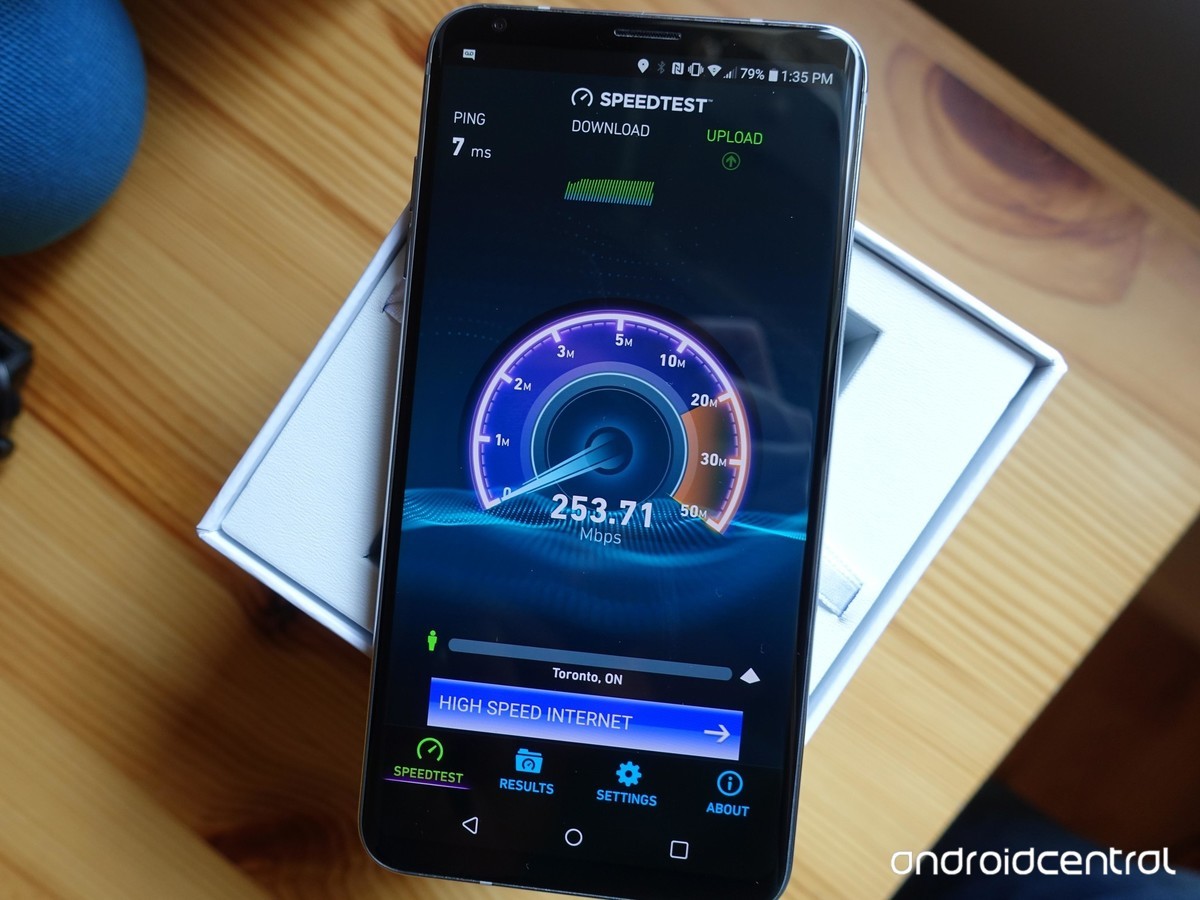 79% 1:35 PM
SPEEDTEST™
PING
DOWNLOAD
UPLOAD
7 ms
5M
3M
10M
2M
20M
1M
30M
0
50M
253.71
Mbps
Toronto, ON
HIGH SPEED INTERNET
SPEEDTEST
RESULTS
SETTINGS
ABOUT
androidcentral